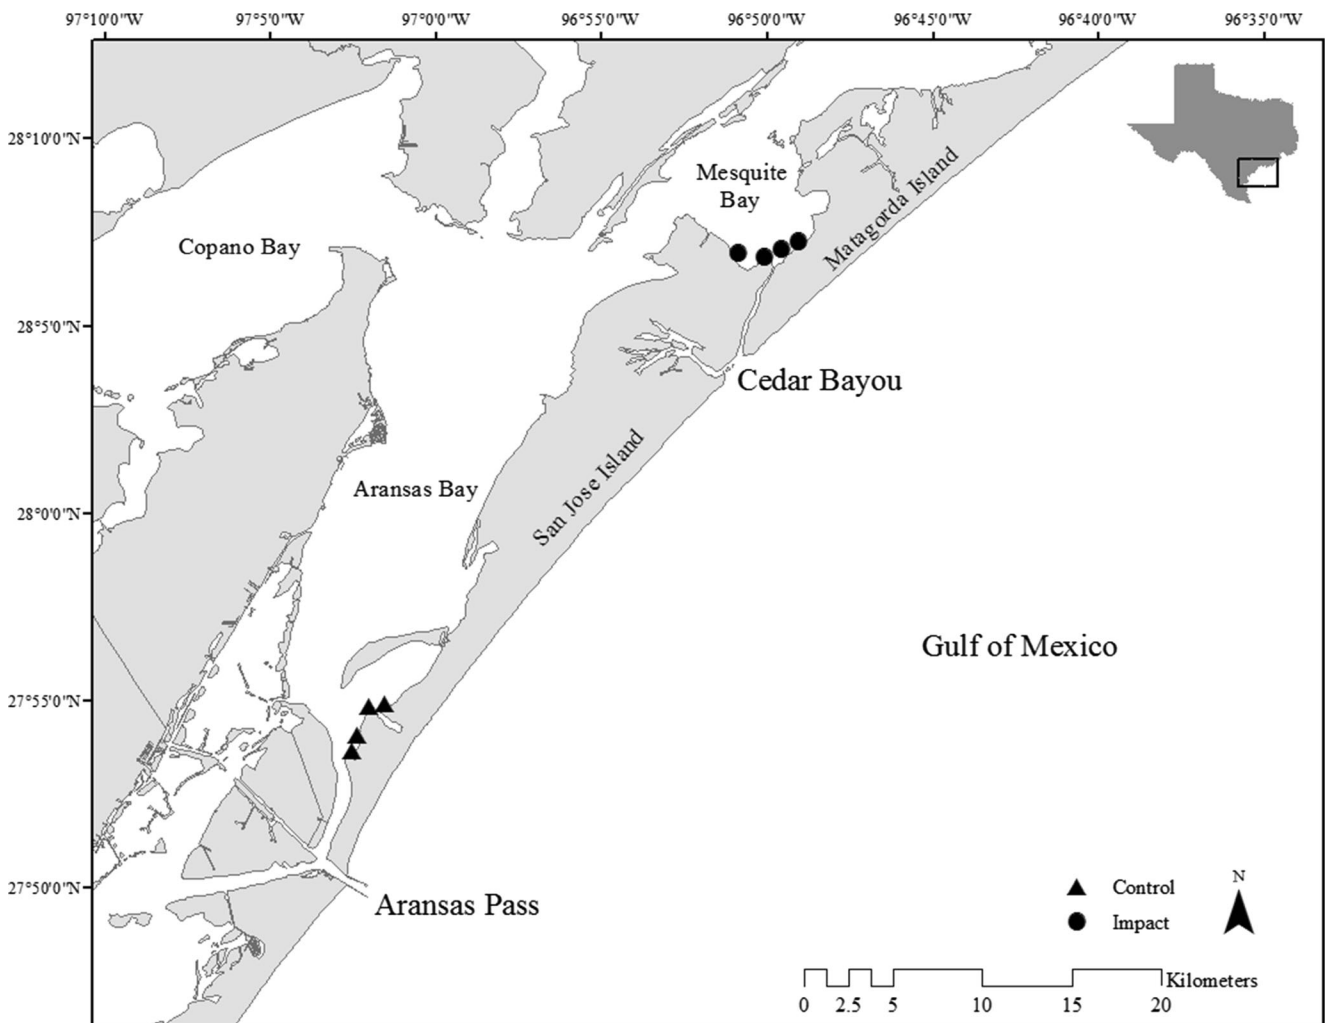 97°10'0"W 97°5'0"W 97°0'0"W 96°55'0"W 96°50'0"W 96°45'0"W 96°40'0"W 96°35'0"W
28°10'0"N
Mesquite
Bay
Matagorda Island
Copano Bay
28°5'0"N
Cedar Bayou
San Jose Island
Aransas Bay
28°0'0"N
Gulf of Mexico
27°55'0"N
27°50'0"N
Aransas Pass
Control
Impact
N
Kilometers
0 2.5 5 10 15 20